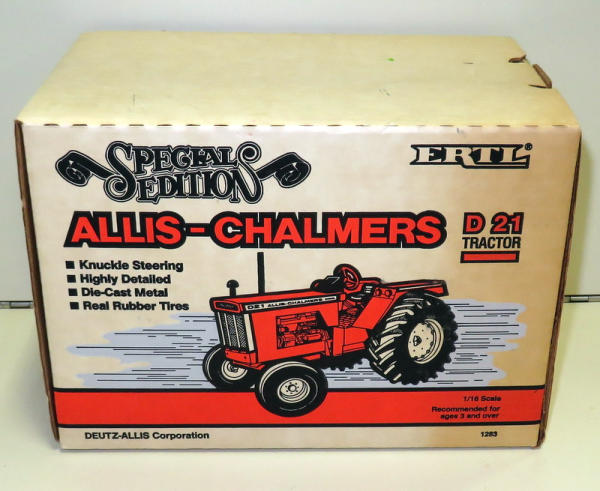 SPECIAL
EDITION
ERTL®
ALLIS-CHALMERS
D 21
TRACTOR
■ Knuckle Steering
■ Highly Detailed
■ Die-Cast Metal
■ Real Rubber Tires
D21 ALLIS-CHALMERS
1/16 Scale
Recommended for
ages 3 and over
DEUTZ-ALLIS Corporation
1283